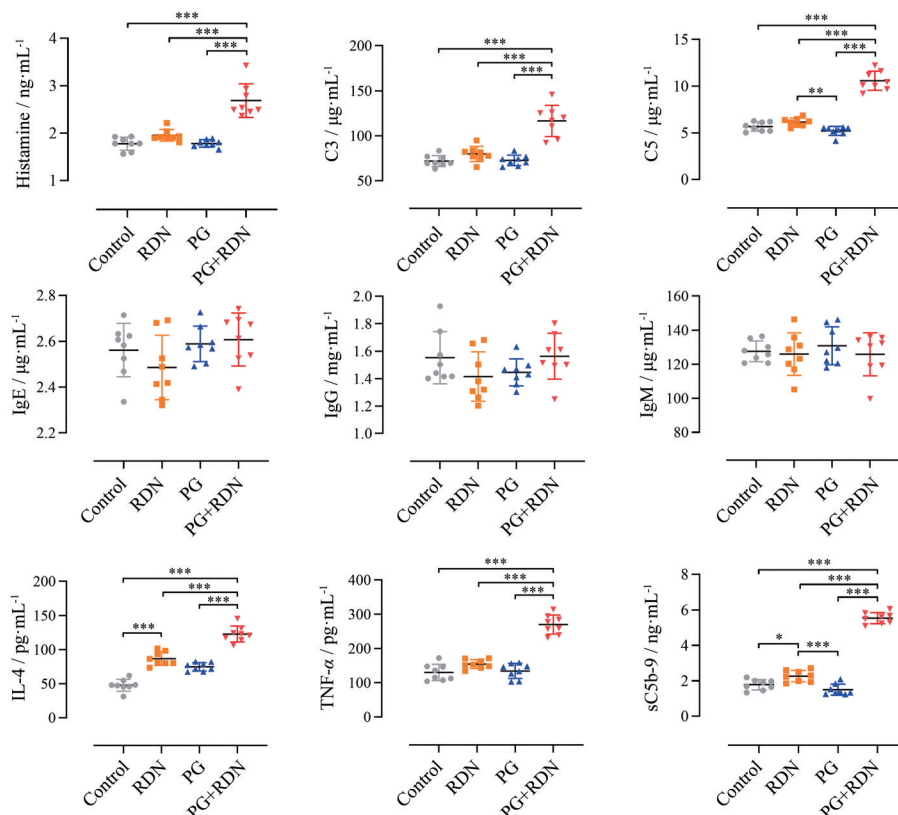 ***
***
***
Histamine / ng·mL⁻¹
4
3
2
1
Control
RDN
PG
PG+RDN
***
***
***
C3 / μg·mL⁻¹
200
150
100
50
Control
RDN
PG
PG+RDN
***
***
***
**
C5 / μg·mL⁻¹
15
10
5
0
Control
RDN
PG
PG+RDN
IgE / μg·mL⁻¹
2.8
2.6
2.4
2.2
Control
RDN
PG
PG+RDN
IgG / mg·mL⁻¹
2.0
1.8
1.6
1.4
1.2
1.0
Control
RDN
PG
PG+RDN
IgM / μg·mL⁻¹
160
140
120
100
80
Control
RDN
PG
PG+RDN
***
***
***
***
IL-4 / pg·mL⁻¹
200
150
100
50
0
Control
RDN
PG
PG+RDN
***
***
***
TNF-α / pg·mL⁻¹
400
300
200
100
0
Control
RDN
PG
PG+RDN
***
***
***
*
***
sC5b-9 / ng·mL⁻¹
8
6
4
2
0
Control
RDN
PG
PG+RDN